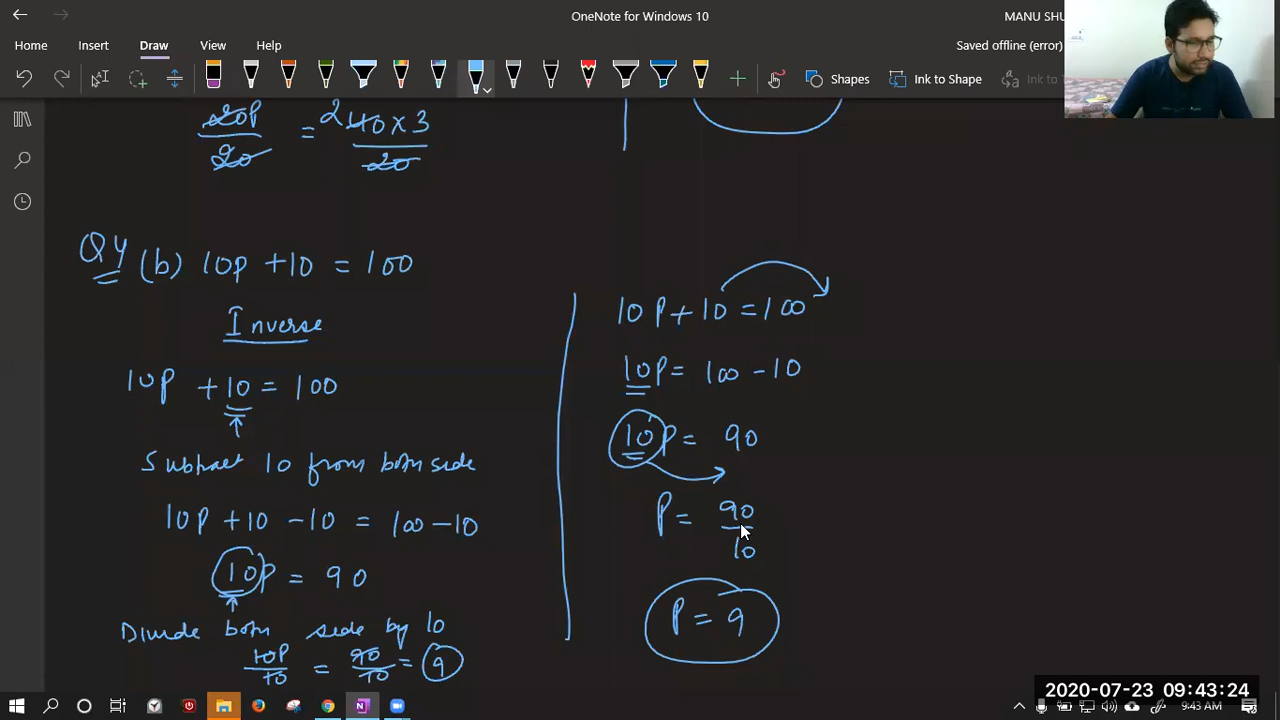 OneNote for Windows 10
MANU SHU
Home Insert Draw View Help
Saved offline (error)
Shapes Ink to Shape Ink to
20P/20 = 2 40 × 3/20
Q4 (b) 10p + 10 = 100
Inverse
10P + 10 = 100
Subtract 10 from both side
10P + 10 - 10 = 100 - 10
10P = 90
Divide both side by 10
10P/10 = 90/10 = 9
10P + 10 = 100
10P = 100 - 10
10P = 90
P = 90/10
P = 9
2020-07-23 09:43:24
9:43 AM